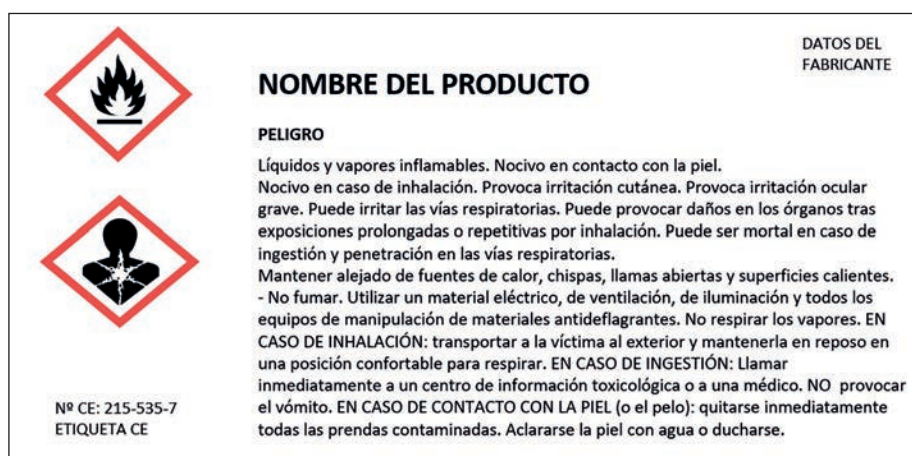 DATOS DEL
FABRICANTE
NOMBRE DEL PRODUCTO
PELIGRO
Líquidos y vapores inflamables. Nocivo en contacto con la piel.
Nocivo en caso de inhalación. Provoca irritación cutánea. Provoca irritación ocular
grave. Puede irritar las vías respiratorias. Puede provocar daños en los órganos tras
exposiciones prolongadas o repetitivas por inhalación. Puede ser mortal en caso de
ingestión y penetración en las vías respiratorias.
Mantener alejado de fuentes de calor, chispas, llamas abiertas y superficies calientes.
- No fumar. Utilizar un material eléctrico, de ventilación, de iluminación y todos los
equipos de manipulación de materiales antideflagrantes. No respirar los vapores. EN
CASO DE INHALACIÓN: transportar a la víctima al exterior y mantenerla en reposo en
una posición confortable para respirar. EN CASO DE INGESTIÓN: Llamar
inmediatamente a un centro de información toxicológica o a una médico. NO provocar
el vómito. EN CASO DE CONTACTO CON LA PIEL (o el pelo): quitarse inmediatamente
todas las prendas contaminadas. Aclararse la piel con agua o ducharse.
Nº CE: 215-535-7
ETIQUETA CE